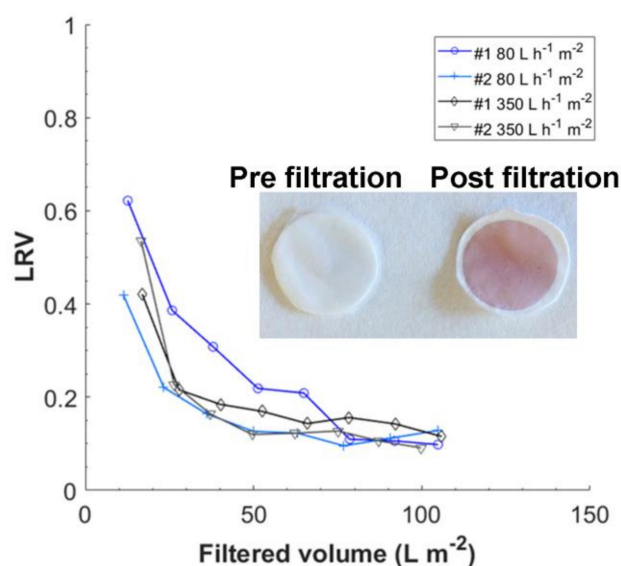 1
#1 80 L h⁻¹ m⁻²
#2 80 L h⁻¹ m⁻²
#1 350 L h⁻¹ m⁻²
#2 350 L h⁻¹ m⁻²
0.8
Pre filtration Post filtration
0.6
LRV
0.4
0.2
0
0 50 100 150
Filtered volume (L m⁻²)